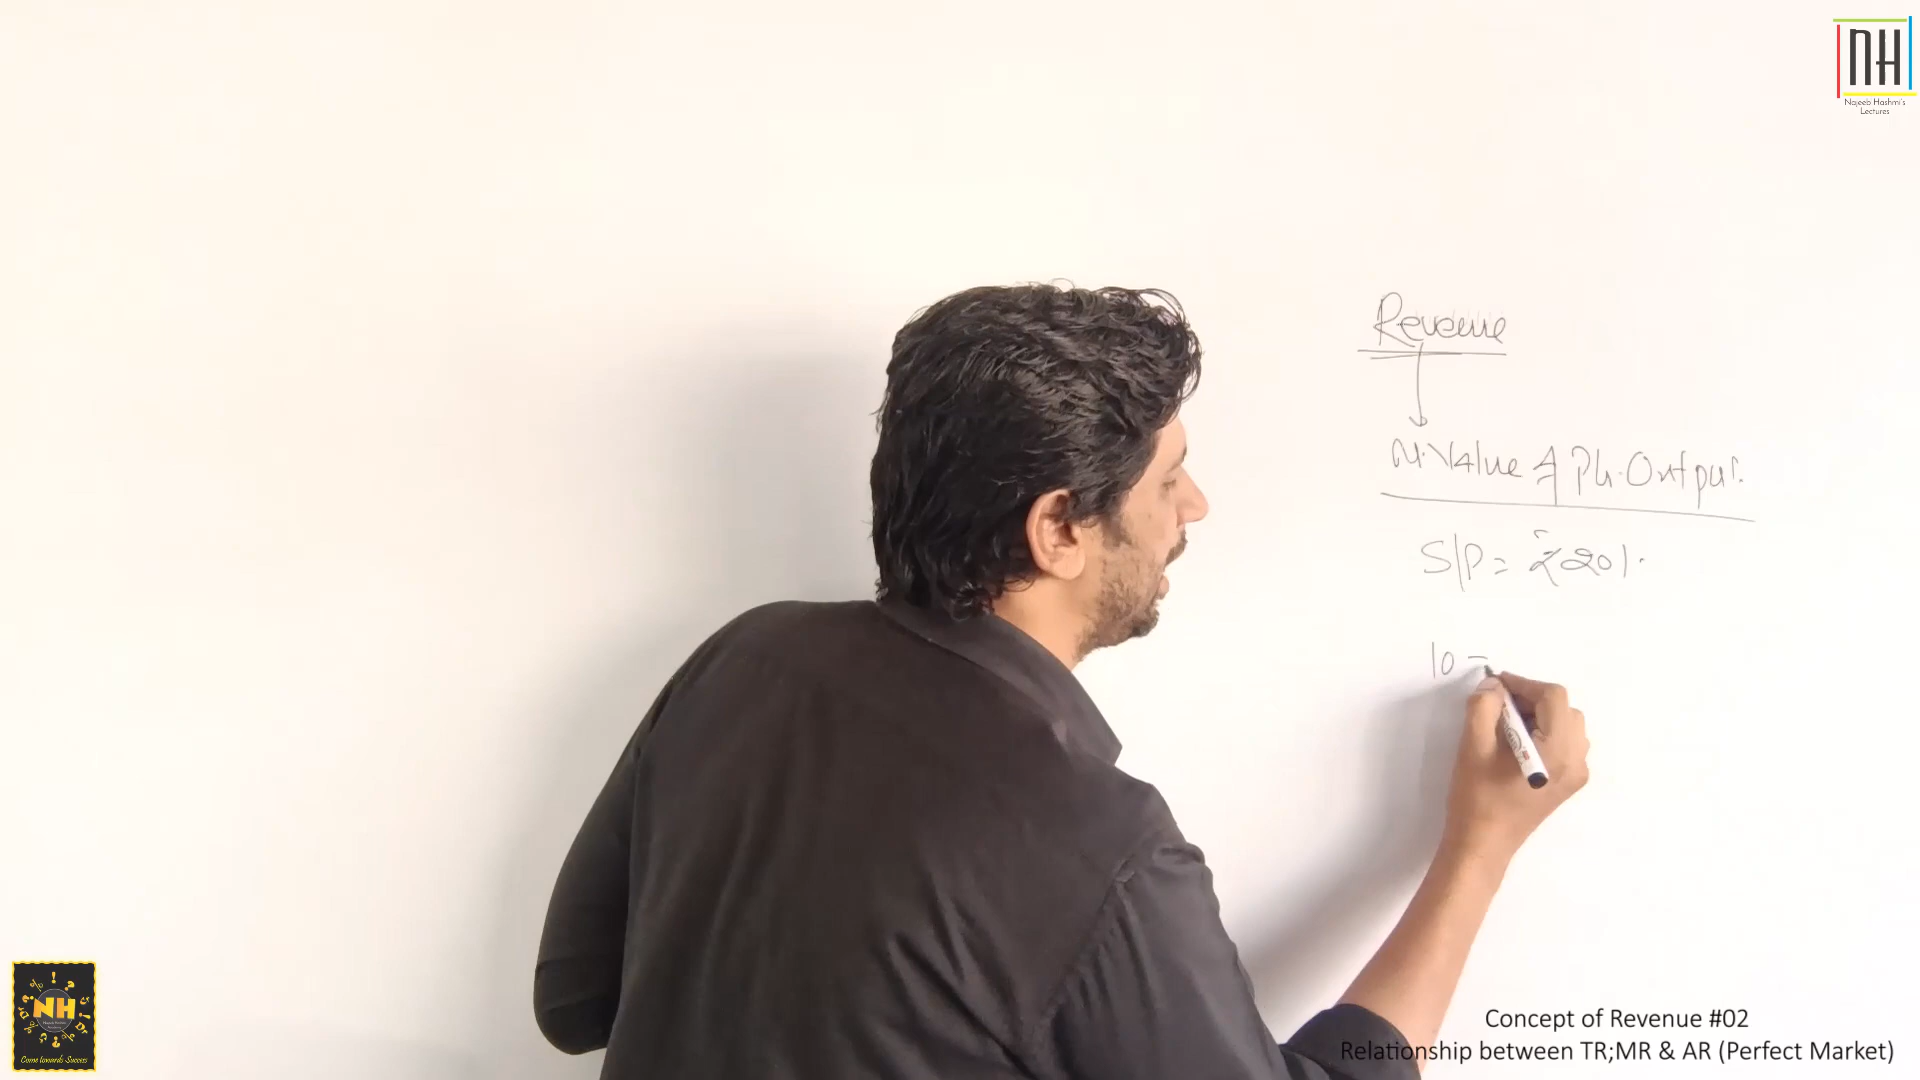 NH
Najeeb Hashmi's
Lectures
Revenue
M.Value of Ph.Output.
S/P = ₹20/-
10 =
NH
Come towards Success
Concept of Revenue #02
Relationship between TR;MR & AR (Perfect Market)